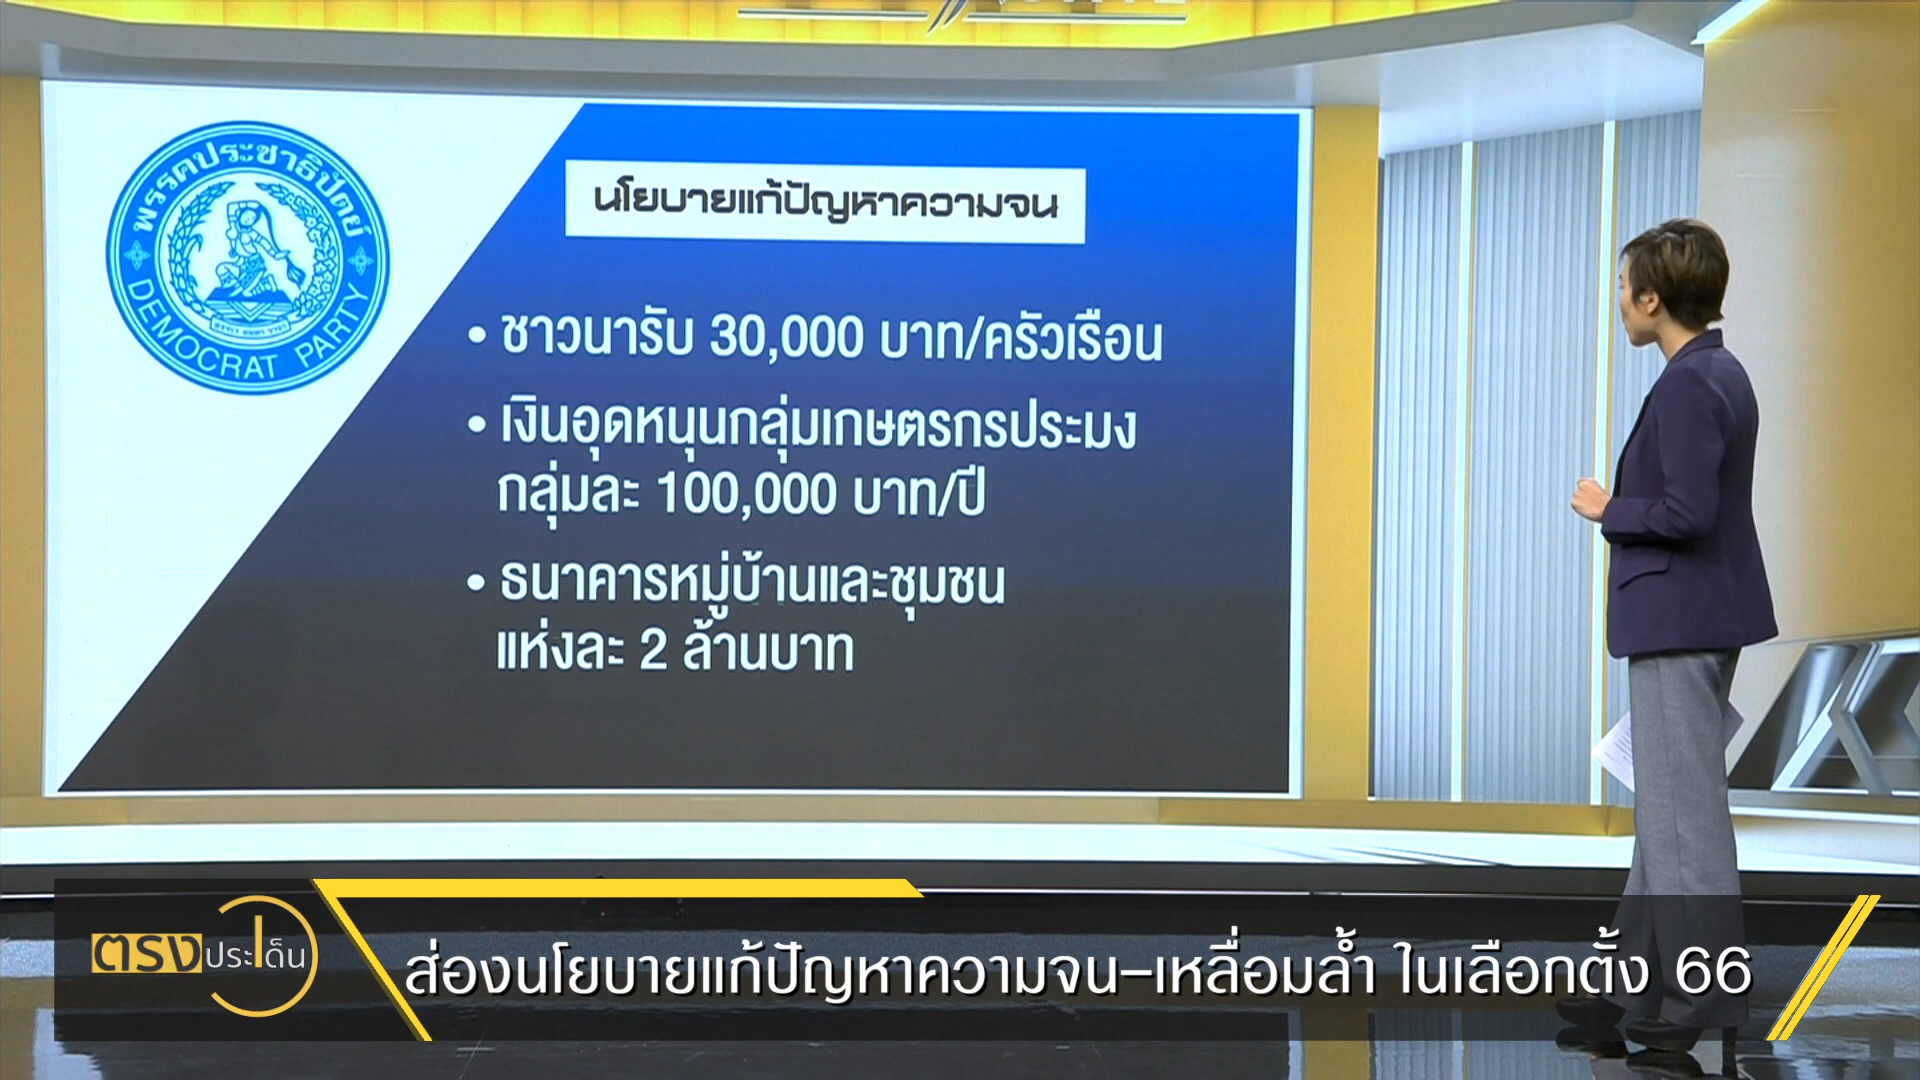 พรรคประชาธิปัตย์
DEMOCRAT PARTY
นโยบายแก้ปัญหาความจน
• ชาวนารับ 30,000 บาท/ครัวเรือน
• เงินอุดหนุนกลุ่มเกษตรกรประมง
กลุ่มละ 100,000 บาท/ปี
• ธนาคารหมู่บ้านและชุมชน
แห่งละ 2 ล้านบาท
ตรงประเด็น
ส่องนโยบายแก้ปัญหาความจน–เหลื่อมล้ำ ในเลือกตั้ง 66